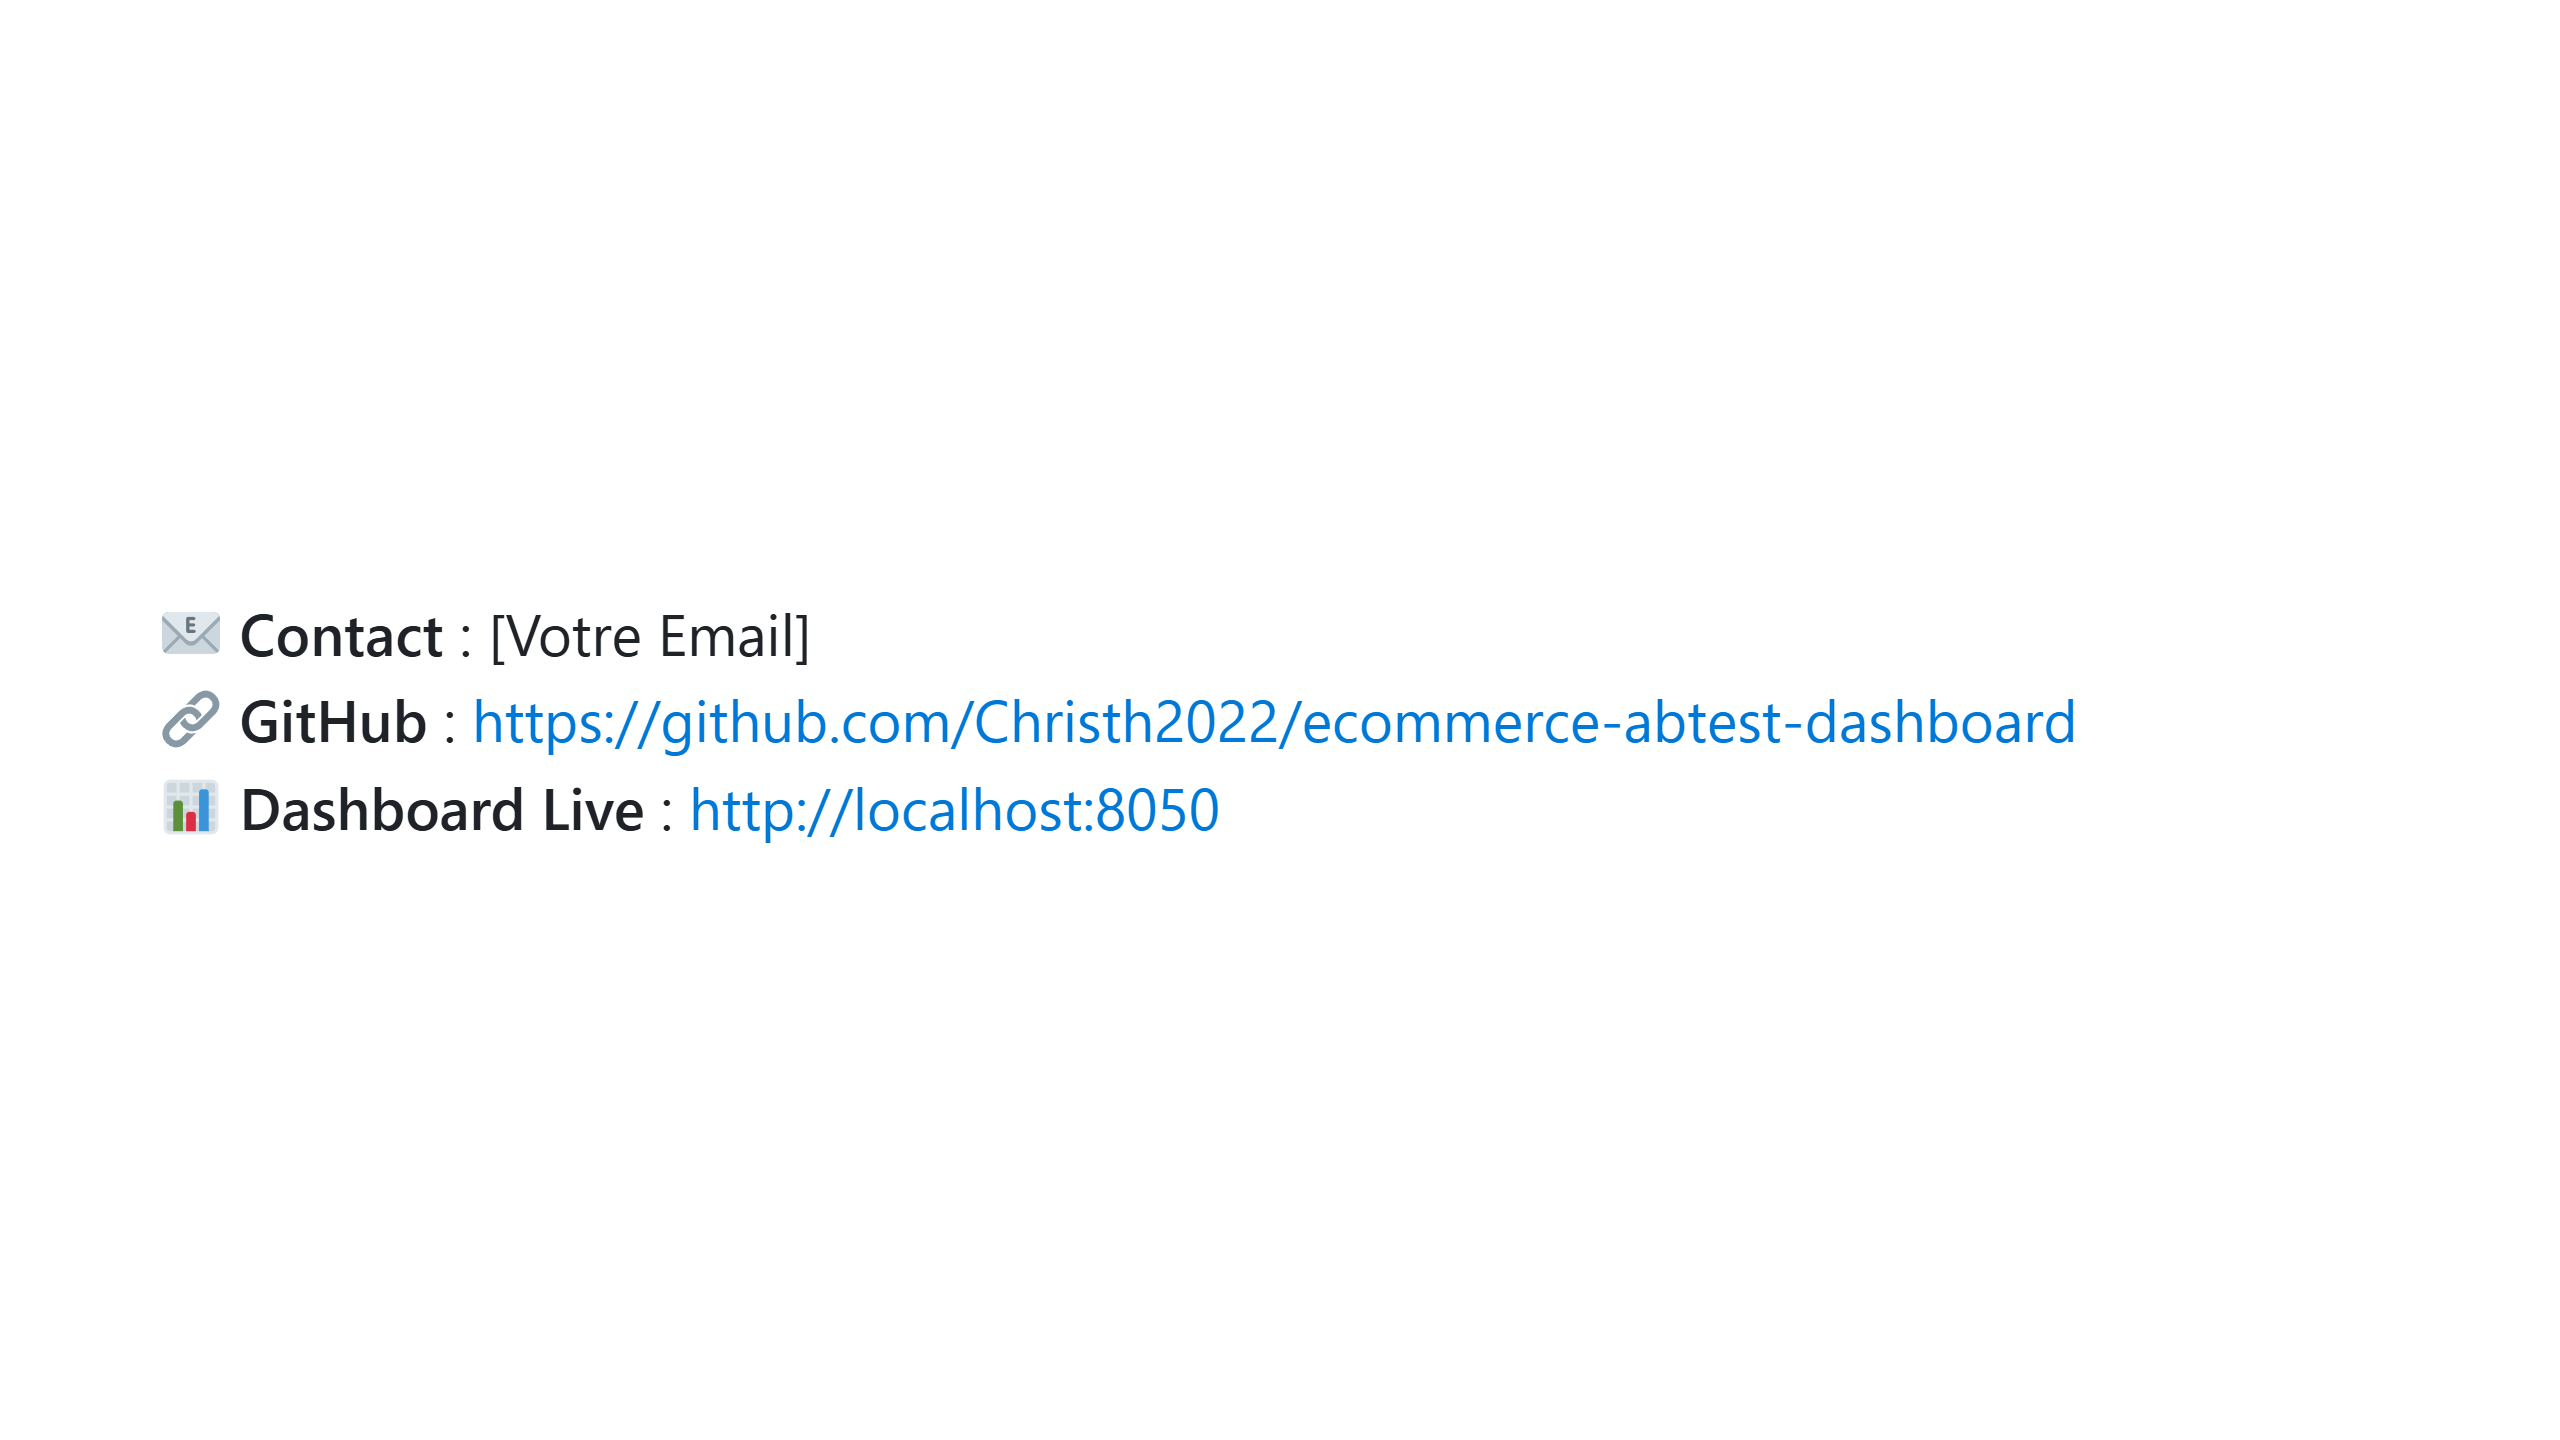 📧 Contact : [Votre Email]
🔗 GitHub : https://github.com/Christh2022/ecommerce-abtest-dashboard
📊 Dashboard Live : http://localhost:8050